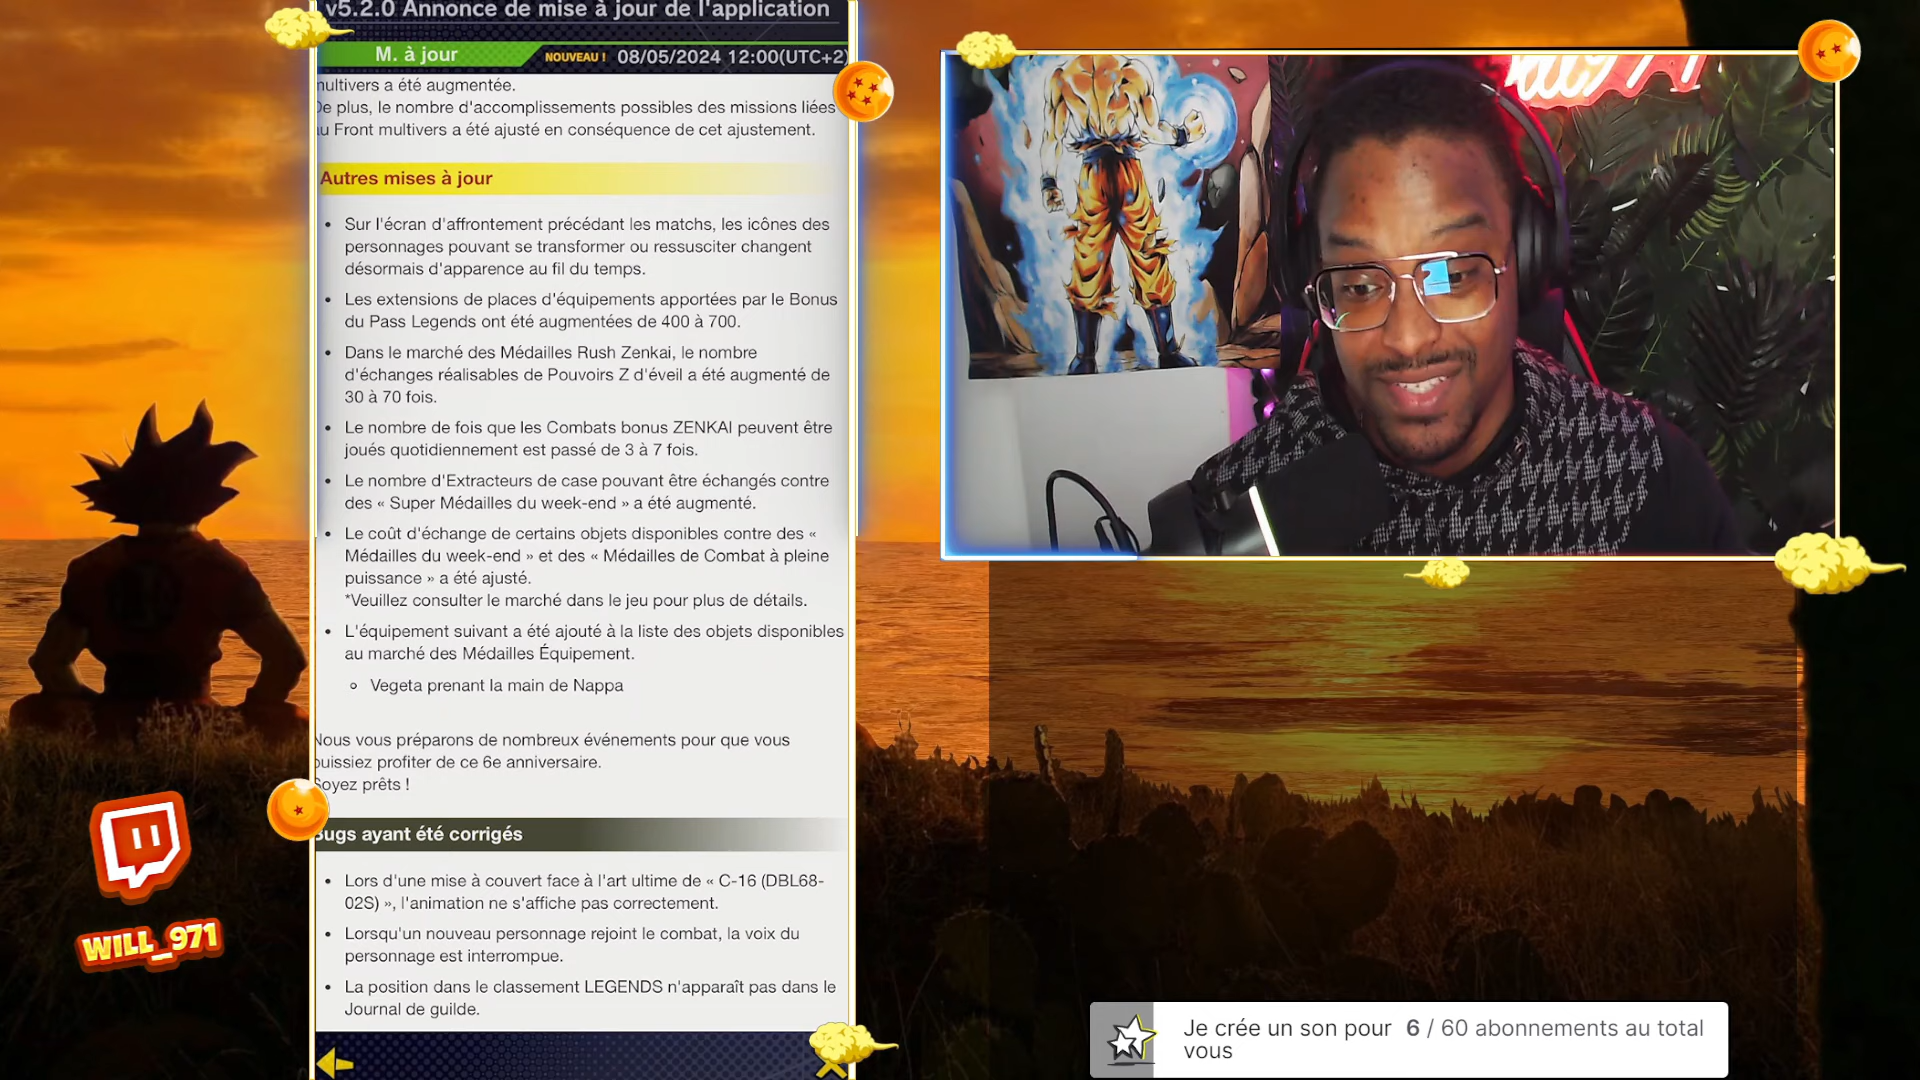 v5.2.0 Annonce de mise à jour de l'application
M. à jour
NOUVEAU !
08/05/2024 12:00(UTC+2)
multivers a été augmentée.
De plus, le nombre d'accomplissements possibles des missions liées
au Front multivers a été ajusté en conséquence de cet ajustement.
Autres mises à jour
• Sur l'écran d'affrontement précédant les matchs, les icônes des
personnages pouvant se transformer ou ressusciter changent
désormais d'apparence au fil du temps.
• Les extensions de places d'équipements apportées par le Bonus
du Pass Legends ont été augmentées de 400 à 700.
• Dans le marché des Médailles Rush Zenkai, le nombre
d'échanges réalisables de Pouvoirs Z d'éveil a été augmenté de
30 à 70 fois.
• Le nombre de fois que les Combats bonus ZENKAI peuvent être
joués quotidiennement est passé de 3 à 7 fois.
• Le nombre d'Extracteurs de case pouvant être échangés contre
des « Super Médailles du week-end » a été augmenté.
• Le coût d'échange de certains objets disponibles contre des «
Médailles du week-end » et des « Médailles de Combat à pleine
puissance » a été ajusté.
*Veuillez consulter le marché dans le jeu pour plus de détails.
• L'équipement suivant a été ajouté à la liste des objets disponibles
au marché des Médailles Équipement.
◦ Vegeta prenant la main de Nappa
Nous vous préparons de nombreux événements pour que vous
puissiez profiter de ce 6e anniversaire.
Soyez prêts !
Bugs ayant été corrigés
• Lors d'une mise à couvert face à l'art ultime de « C-16 (DBL68-
02S) », l'animation ne s'affiche pas correctement.
• Lorsqu'un nouveau personnage rejoint le combat, la voix du
personnage est interrompue.
• La position dans le classement LEGENDS n'apparaît pas dans le
Journal de guilde.
WILL_971
Je crée un son pour 6 / 60 abonnements au total
vous